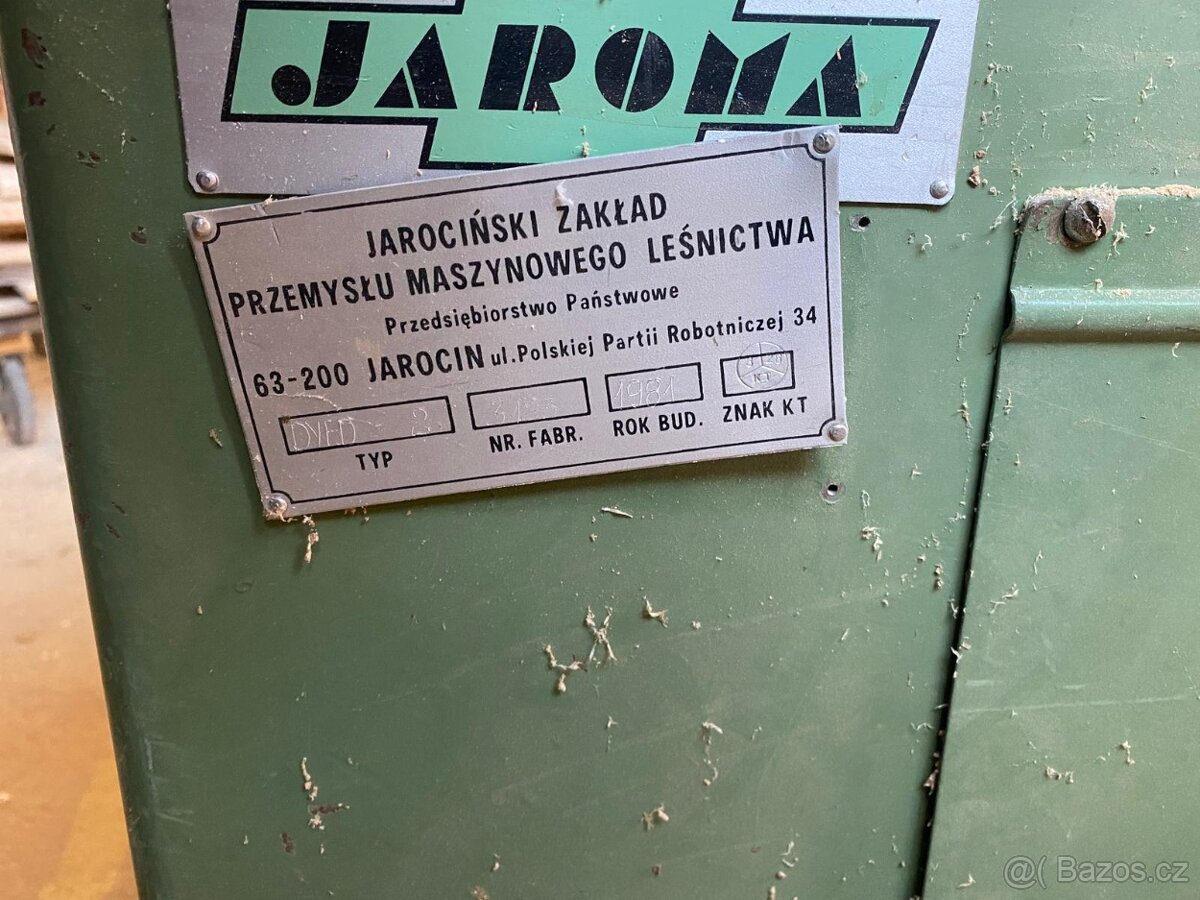 JAROMA
JAROCIŃSKI ZAKŁAD
PRZEMYSŁU MASZYNOWEGO LEŚNICTWA
Przedsiębiorstwo Państwowe
63-200 JAROCIN ul.Polskiej Partii Robotniczej 34
1981
TYP NR. FABR. ROK BUD. ZNAK KT
@( Bazos.cz